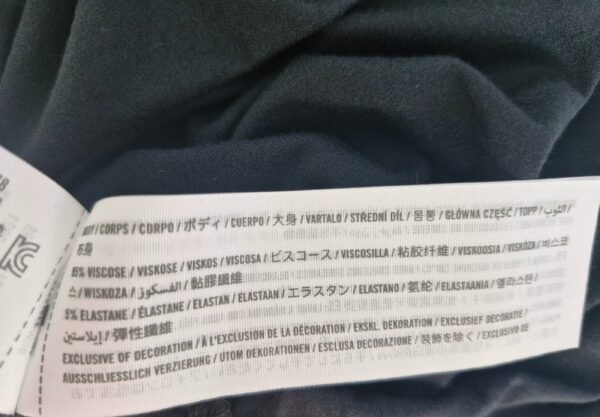 BODY / CORPS / CORPO / ボディ / CUERPO / 大身 / VARTALO / STŘEDNÍ DÍL / 몸통 / GŁÓWNA CZĘŚĆ / TOPP / الثوب /
布身
95% VISCOSE / VISKOSE / VISKOS / VISCOSA / ビスコース / VISCOSILLA / 粘胶纤维 / VISKOOSIA / VISKÓZA / 비스코
스 / WISKOZA / الفسكوز / 黏膠纖維
5% ELASTANE / ÉLASTANE / ELASTAN / ELASTAAN / エラスタン / ELASTANO / 氨纶 / ELASTAANIA / 엘라스탄 /
إيلاستين / 彈性纖維
EXCLUSIVE OF DECORATION / À L'EXCLUSION DE LA DÉCORATION / EKSKL. DEKORATION / EXCLUSIEF DECORATIE /
AUSSCHLIESSLICH VERZIERUNG / UTOM DEKORATIONEN / ESCLUSA DECORAZIONE / 装飾を除く / EXCLUSIVO DE